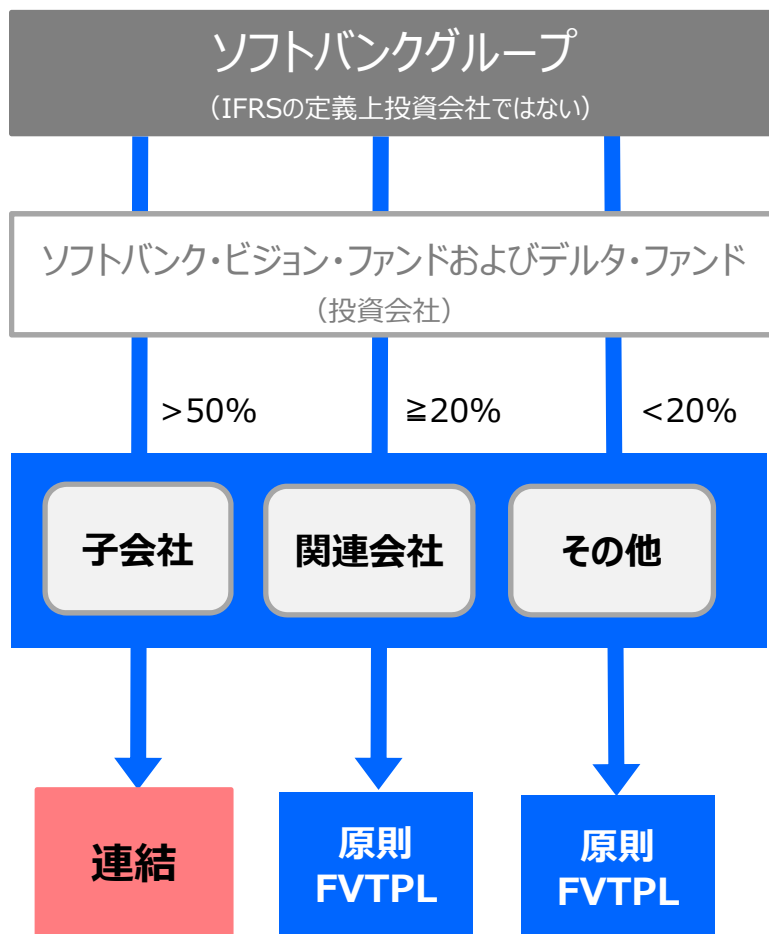 ソフトバンクグループ
（IFRSの定義上投資会社ではない）
ソフトバンク・ビジョン・ファンドおよびデルタ・ファンド
（投資会社）
>50%
≧20%
<20%
子会社
関連会社
その他
連結
原則
FVTPL
原則
FVTPL